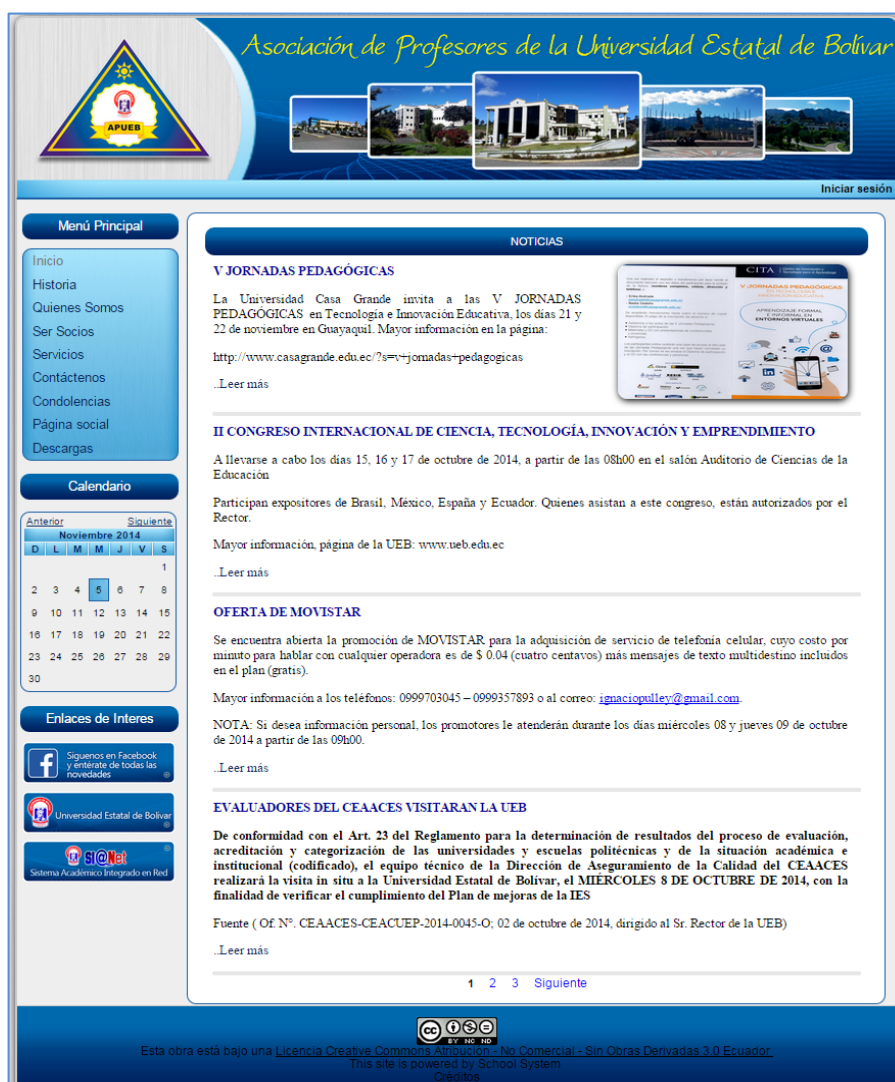 Asociación de Profesores de la Universidad Estatal de Bolívar
APUEB
Iniciar sesión
Menú Principal
Inicio
Historia
Quienes Somos
Ser Socios
Servicios
Contáctenos
Condolencias
Página social
Descargas
Calendario
Anterior Siguiente
Noviembre 2014
D L M M J V S
1
2 3 4 5 6 7 8
9 10 11 12 13 14 15
16 17 18 19 20 21 22
23 24 25 26 27 28 29
30
Enlaces de Interes
Siguenos en Facebook
y entérate de todas las
novedades
Universidad Estatal de Bolívar
SI@Net
Sistema Académico Integrado en Red
NOTICIAS
V JORNADAS PEDAGÓGICAS
La Universidad Casa Grande invita a las V JORNADAS
PEDAGÓGICAS en Tecnología e Innovación Educativa, los días 21 y
22 de noviembre en Guayaquil. Mayor información en la página:
http://www.casagrande.edu.ec/?s=v+jornadas+pedagogicas
..Leer más
CITA
V JORNADAS PEDAGÓGICAS
APRENDIZAJE FORMAL
E INFORMAL EN
ENTORNOS VIRTUALES
II CONGRESO INTERNACIONAL DE CIENCIA, TECNOLOGÍA, INNOVACIÓN Y EMPRENDIMIENTO
A llevarse a cabo los días 15, 16 y 17 de octubre de 2014, a partir de las 08h00 en el salón Auditorio de Ciencias de la
Educación
Participan expositores de Brasil, México, España y Ecuador. Quienes asistan a este congreso, están autorizados por el
Rector.
Mayor información, página de la UEB: www.ueb.edu.ec
..Leer más
OFERTA DE MOVISTAR
Se encuentra abierta la promoción de MOVISTAR para la adquisición de servicio de telefonía celular, cuyo costo por
minuto para hablar con cualquier operadora es de $ 0.04 (cuatro centavos) más mensajes de texto multidestino incluidos
en el plan (gratis).
Mayor información a los teléfonos: 0999703045 – 0999357893 o al correo: ignaciopulley@gmail.com.
NOTA: Si desea información personal, los promotores le atenderán durante los días miércoles 08 y jueves 09 de octubre
de 2014 a partir de las 09h00.
..Leer más
EVALUADORES DEL CEAACES VISITARAN LA UEB
De conformidad con el Art. 23 del Reglamento para la determinación de resultados del proceso de evaluación,
acreditación y categorización de las universidades y escuelas politécnicas y de la situación académica e
institucional (codificado), el equipo técnico de la Dirección de Aseguramiento de la Calidad del CEAACES
realizará la visita in situ a la Universidad Estatal de Bolívar, el MIÉRCOLES 8 DE OCTUBRE DE 2014, con la
finalidad de verificar el cumplimiento del Plan de mejoras de la IES
Fuente ( Of. N°. CEAACES-CEACUEP-2014-0045-O; 02 de octubre de 2014, dirigido al Sr. Rector de la UEB)
..Leer más
1 2 3 Siguiente
cc
BY NC ND
Esta obra está bajo una Licencia Creative Commons Atribución - No Comercial - Sin Obras Derivadas 3.0 Ecuador
This site is powered by School System
Créditos